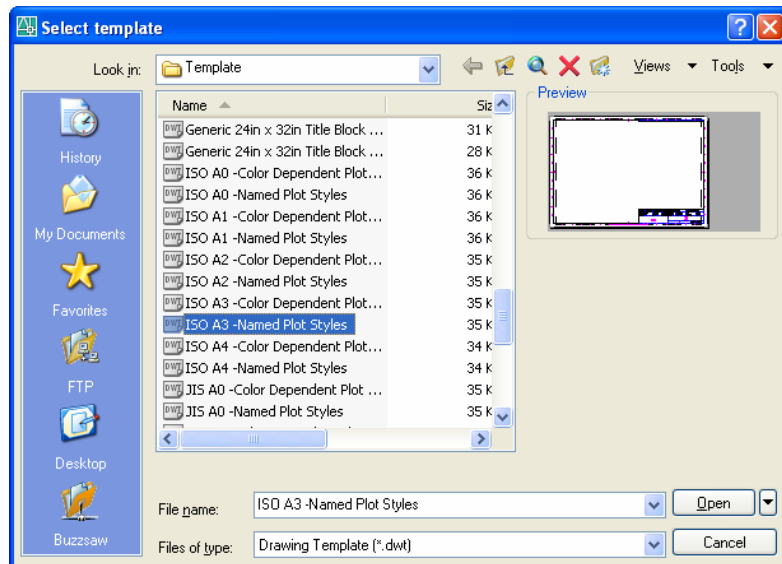 Select template
Look in: Template Views Tools
History
My Documents
Favorites
FTP
Desktop
Buzzsaw
Name Siz
Generic 24in x 32in Title Block ... 31 K
Generic 24in x 32in Title Block ... 28 K
ISO A0 -Color Dependent Plot... 36 K
ISO A0 -Named Plot Styles 36 K
ISO A1 -Color Dependent Plot... 36 K
ISO A1 -Named Plot Styles 36 K
ISO A2 -Color Dependent Plot... 35 K
ISO A2 -Named Plot Styles 35 K
ISO A3 -Color Dependent Plot... 35 K
ISO A3 -Named Plot Styles 35 K
ISO A4 -Color Dependent Plot... 34 K
ISO A4 -Named Plot Styles 34 K
JIS A0 -Color Dependent Plot ... 35 K
JIS A0 -Named Plot Styles 35 K
Preview
File name: ISO A3 -Named Plot Styles Open
Files of type: Drawing Template (*.dwt) Cancel